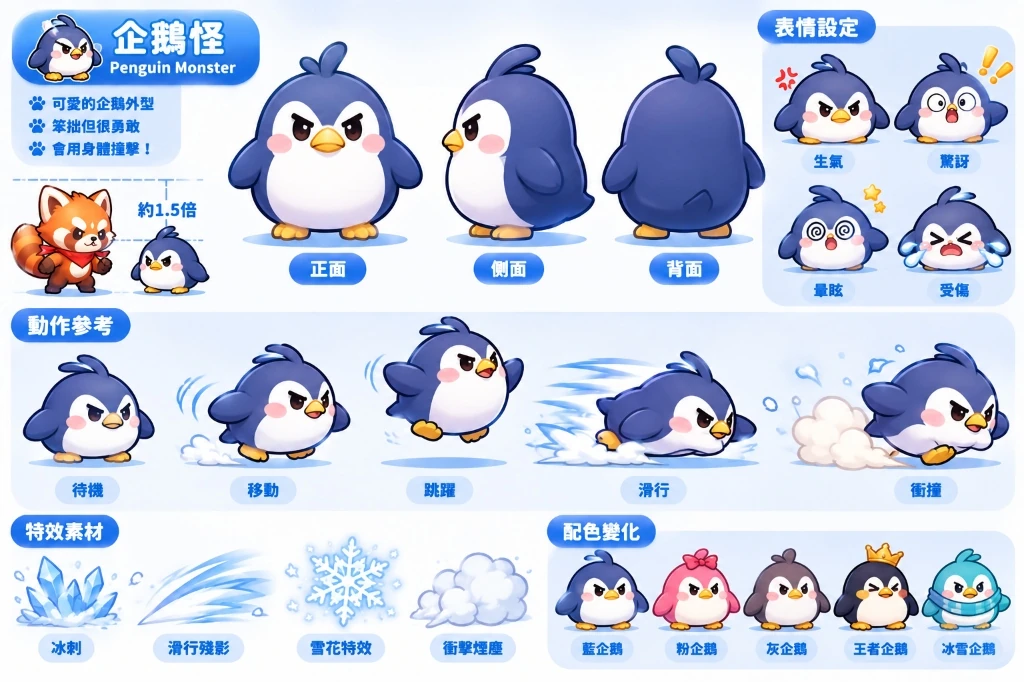 企鵝怪
Penguin Monster
可愛的企鵝外型
笨拙但很勇敢
會用身體撞擊！
約1.5倍
正面
側面
背面
表情設定
生氣
驚訝
暈眩
受傷
動作參考
待機
移動
跳躍
滑行
衝撞
特效素材
冰刺
滑行殘影
雪花特效
衝擊煙塵
配色變化
藍企鵝
粉企鵝
灰企鵝
王者企鵝
冰雪企鵝